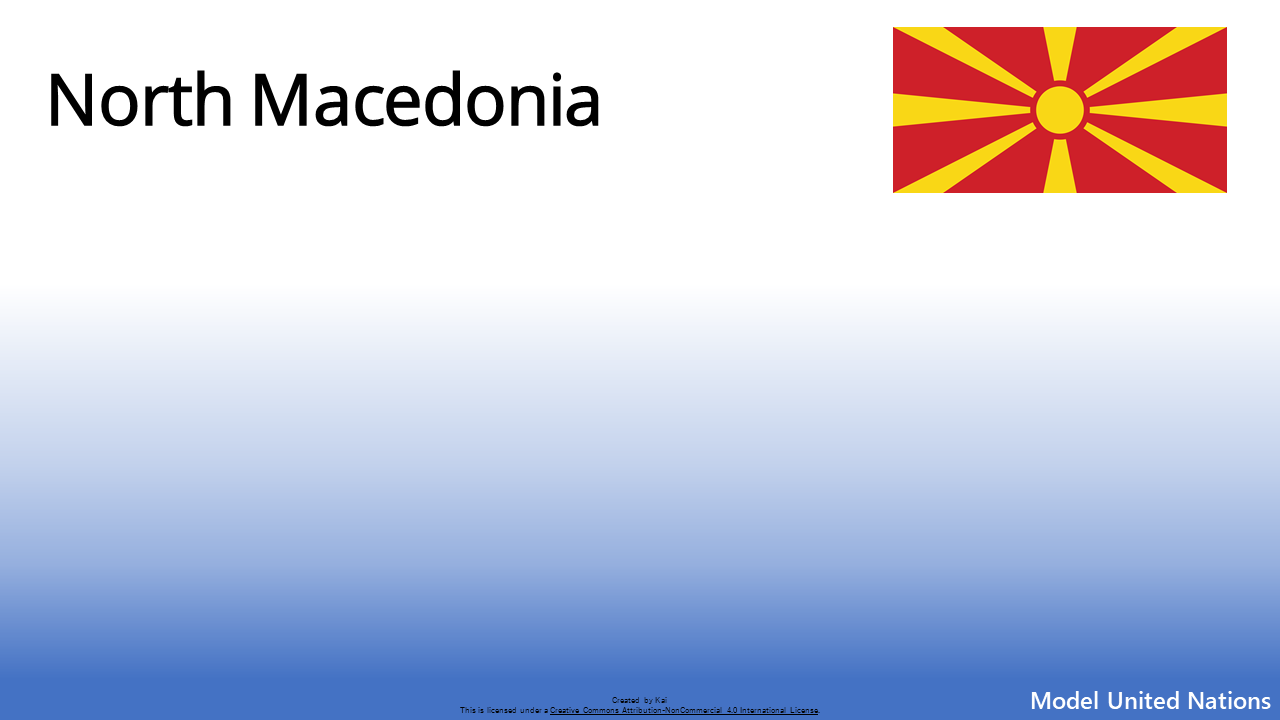 North Macedonia
Created by Kai
This is licensed under a Creative Commons Attribution-NonCommercial 4.0 International License.
Model United Nations